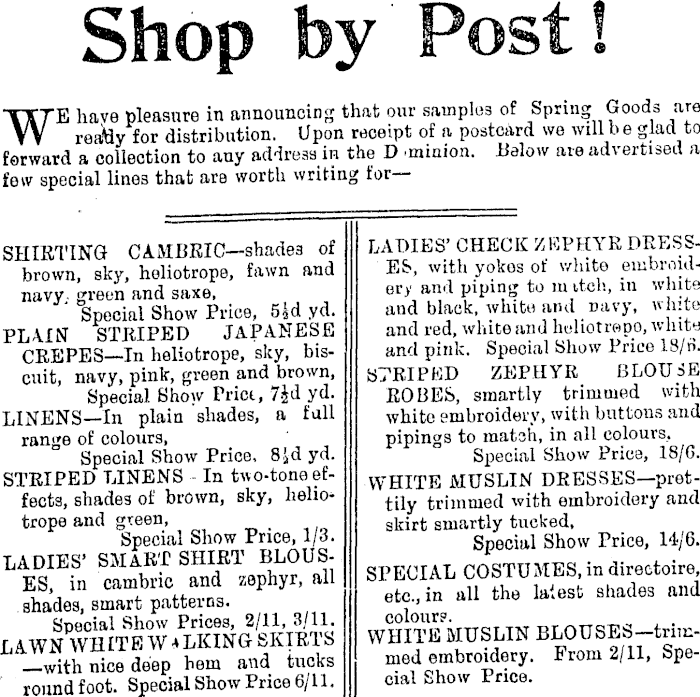 Shop by Post!
WE have pleasure in announcing that our samples of Spring Goods are
ready for distribution. Upon receipt of a postcard we will be glad to
forward a collection to any address in the Dominion. Below are advertised a
few special lines that are worth writing for—
SHIRTING CAMBRIC—shades of
brown, sky, heliotrope, fawn and
navy, green and saxe,
Special Show Price, 5½d yd.
PLAIN STRIPED JAPANESE
CREPES—In heliotrope, sky, bis-
cuit, navy, pink, green and brown,
Special Show Price, 7½d yd.
LINENS—In plain shades, a full
range of colours,
Special Show Price, 8½d yd.
STRIPED LINENS - In two-tone ef-
fects, shades of brown, sky, helio-
trope and green,
Special Show Price, 1/3.
LADIES' SMART SHIRT BLOUS-
ES, in cambric and zephyr, all
shades, smart patterns.
Special Show Prices, 2/11, 3/11.
LAWN WHITE WALKING SKIRTS
—with nice deep hem and tucks
round foot. Special Show Price 6/11.
LADIES' CHECK ZEPHYR DRESS-
ES, with yokes of white embroid-
ery and piping to match, in white
and black, white and navy, white
and red, white and heliotrope, white
and pink. Special Show Price 18/6.
STRIPED ZEPHYR BLOUSE
ROBES, smartly trimmed with
white embroidery, with buttons and
pipings to match, in all colours,
Special Show Price, 18/6.
WHITE MUSLIN DRESSES—pret-
tily trimmed with embroidery and
skirt smartly tucked,
Special Show Price, 14/6.
SPECIAL COSTUMES, in directoire,
etc., in all the latest shades and
colours.
WHITE MUSLIN BLOUSES—trim-
med embroidery. From 2/11, Spe-
cial Show Price.